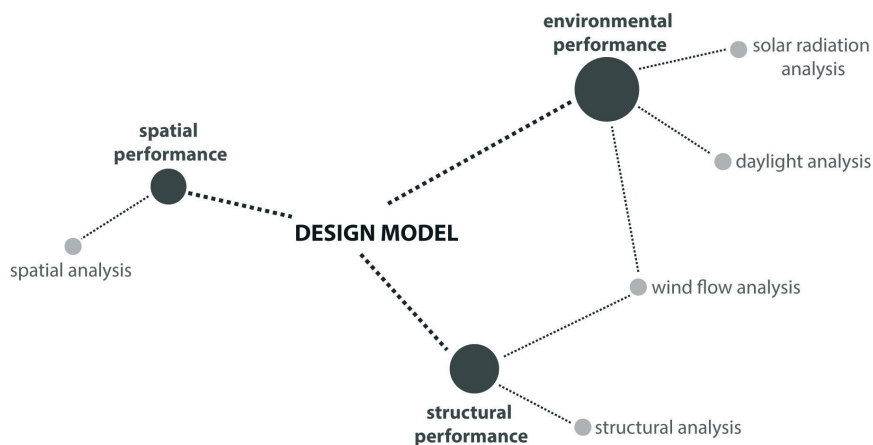 environmental
performance
solar radiation
analysis
spatial
performance
daylight analysis
DESIGN MODEL
spatial analysis
wind flow analysis
structural
performance
structural analysis